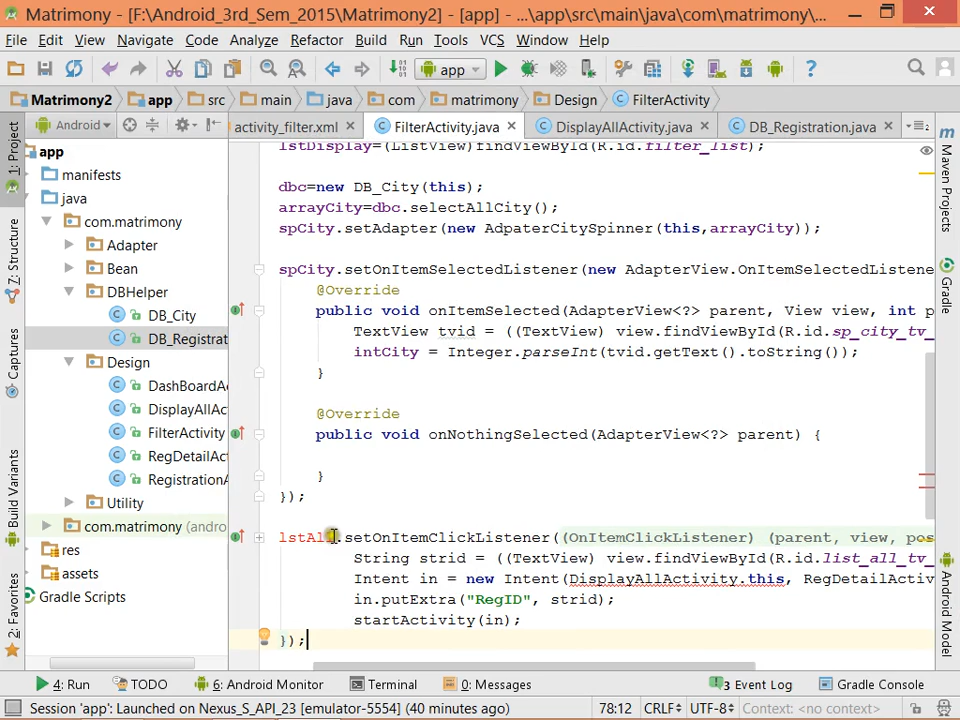 Matrimony - [F:\Android_3rd_Sem_2015\Matrimony2] - [app] - ...\app\src\main\java\com\matrimony\...
File Edit View Navigate Code Analyze Refactor Build Run Tools VCS Window Help
app
Matrimony2 app src main java com matrimony Design FilterActivity
Android activity_filter.xml FilterActivity.java DisplayAllActivity.java DB_Registration.java
1: Project
7: Structure
Captures
Build Variants
2: Favorites
app
manifests
java
com.matrimony
Adapter
Bean
DBHelper
DB_City
DB_Registrat
Design
DashBoardAc
DisplayAllAct
FilterActivity
RegDetailAct
RegistrationA
Utility
com.matrimony (andro
res
assets
Gradle Scripts
lstDisplay=(ListView)findViewById(R.id.filter_list);
dbc=new DB_City(this);
arrayCity=dbc.selectAllCity();
spCity.setAdapter(new AdpaterCitySpinner(this,arrayCity));
spCity.setOnItemSelectedListener(new AdapterView.OnItemSelectedListene
@Override
public void onItemSelected(AdapterView<?> parent, View view, int p
TextView tvid = ((TextView) view.findViewById(R.id.sp_city_tv_
intCity = Integer.parseInt(tvid.getText().toString());
}
@Override
public void onNothingSelected(AdapterView<?> parent) {
}
});
.setOnItemClickListener((OnItemClickListener) (parent, view, pos
String strid = ((TextView) view.findViewById(R.id.list_all_tv_
Intent in = new Intent(DisplayAllActivity.this, RegDetailActiv
in.putExtra("RegID", strid);
startActivity(in);
});
Maven Projects
Gradle
Android Model
4: Run TODO 6: Android Monitor Terminal 0: Messages 3 Event Log Gradle Console
Session 'app': Launched on Nexus_S_API_23 [emulator-5554] (40 minutes ago) 78:12 CRLF UTF-8 Context: <no context>